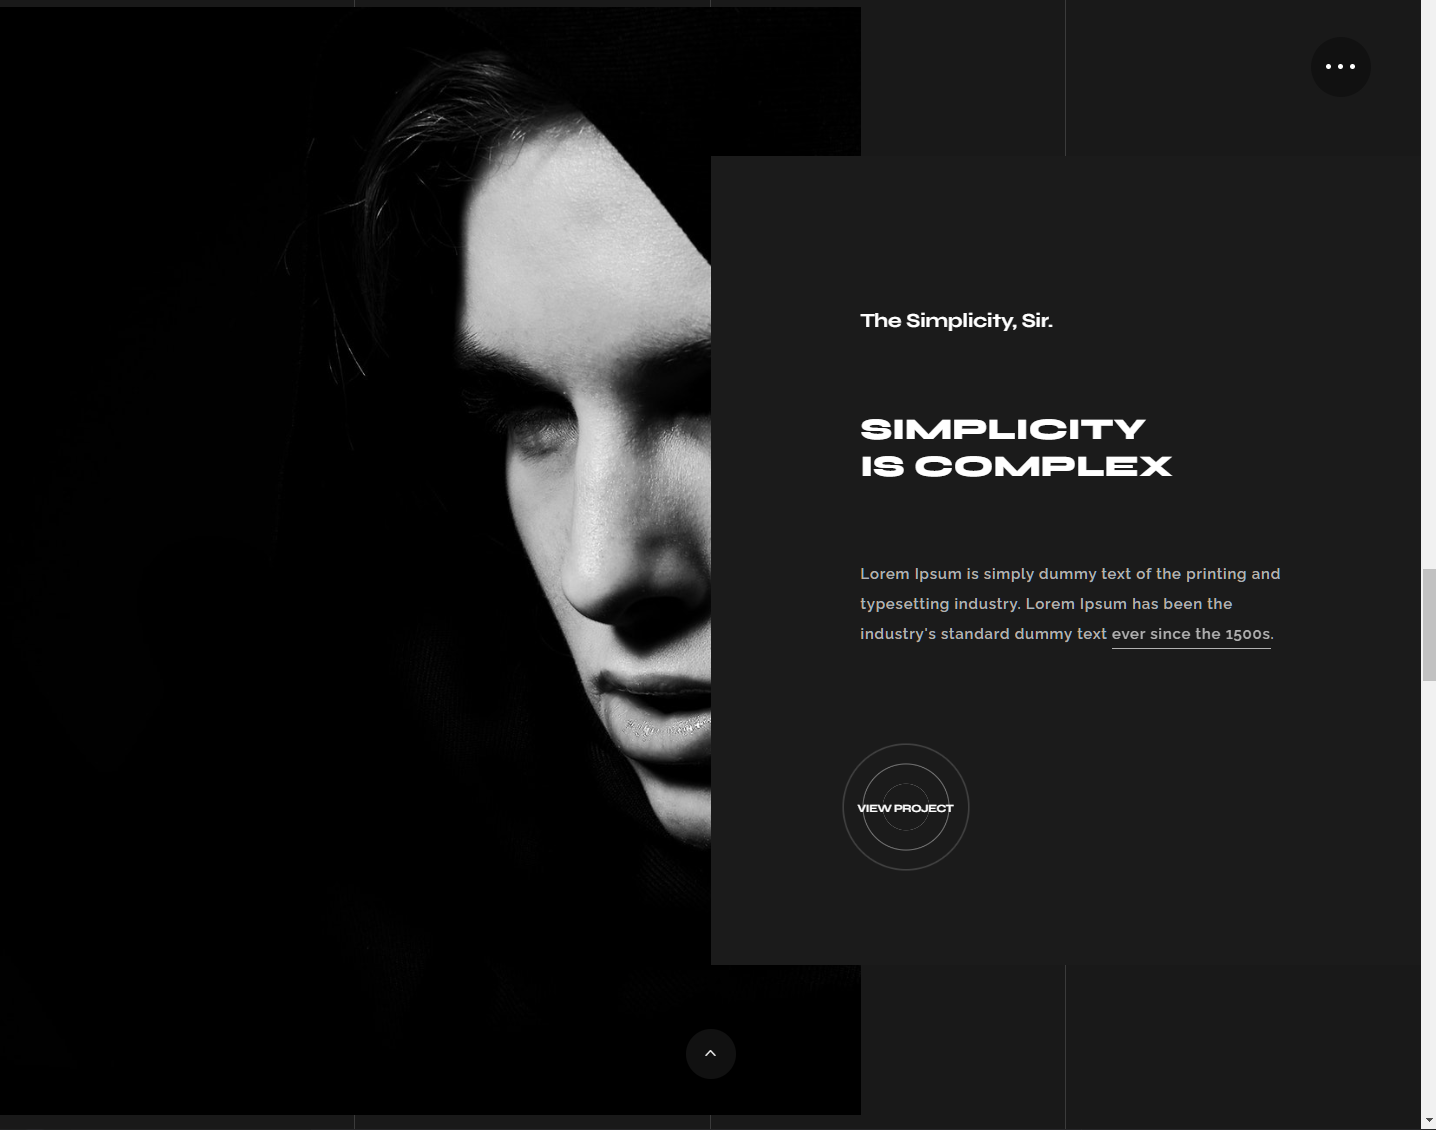 The Simplicity, Sir.
SIMPLICITY
IS COMPLEX
Lorem Ipsum is simply dummy text of the printing and
typesetting industry. Lorem Ipsum has been the
industry's standard dummy text ever since the 1500s.
VIEW PROJECT